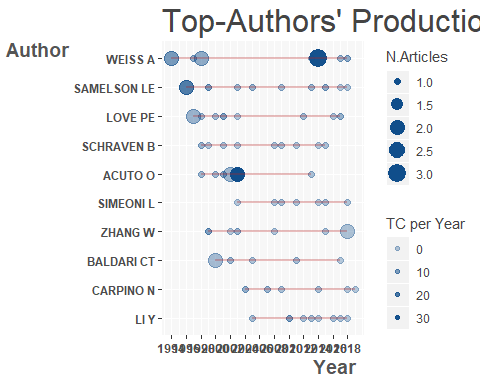 Top-Authors' Productio
Author
WEISS A
SAMELSON LE
LOVE PE
SCHRAVEN B
ACUTO O
SIMEONI L
ZHANG W
BALDARI CT
CARPINO N
LI Y
Year
N.Articles
1.0
1.5
2.0
2.5
3.0
TC per Year
0
10
20
30